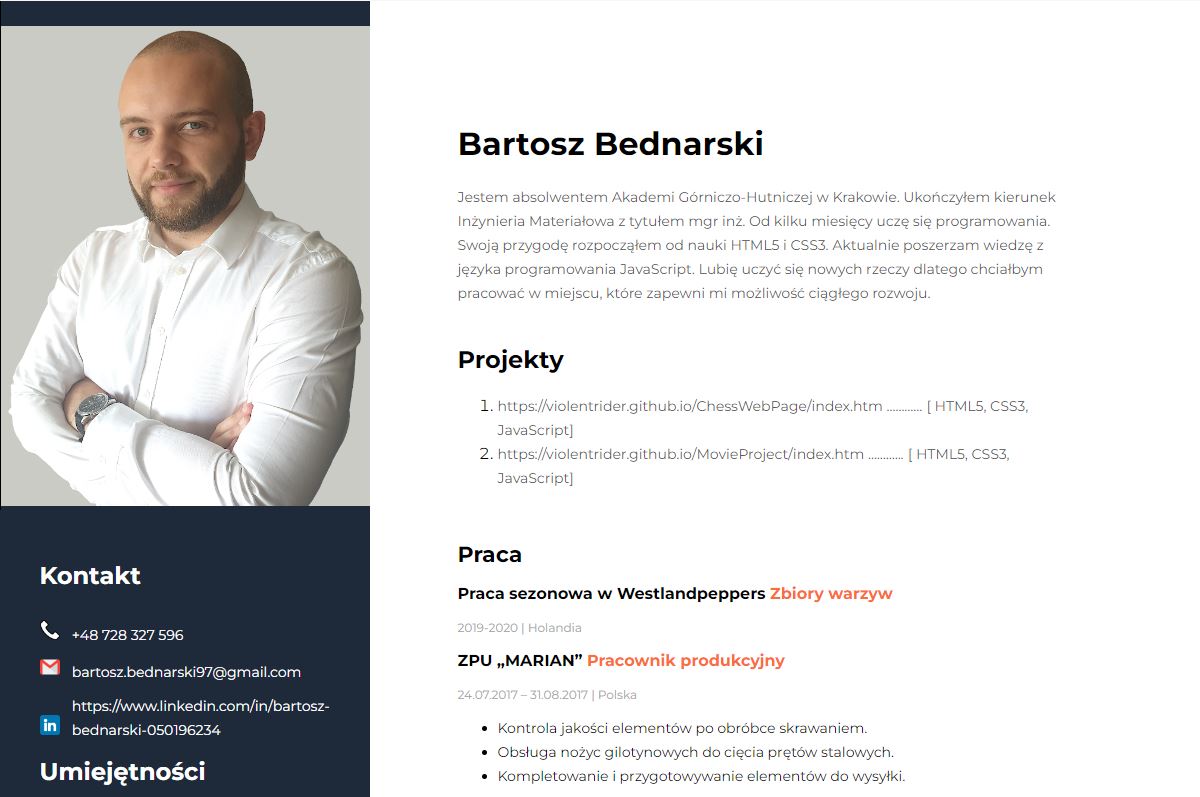 Bartosz Bednarski
Jestem absolwentem Akademi Górniczo-Hutniczej w Krakowie. Ukończyłem kierunek
Inżynieria Materiałowa z tytułem mgr inż. Od kilku miesięcy uczę się programowania.
Swoją przygodę rozpocząłem od nauki HTML5 i CSS3. Aktualnie poszerzam wiedzę z
języka programowania JavaScript. Lubię uczyć się nowych rzeczy dlatego chciałbym
pracować w miejscu, które zapewni mi możliwość ciągłego rozwoju.
Projekty
1. https://violentrider.github.io/ChessWebPage/index.htm ............ [ HTML5, CSS3,
JavaScript]
2. https://violentrider.github.io/MovieProject/index.htm ............ [ HTML5, CSS3,
JavaScript]
Praca
Praca sezonowa w Westlandpeppers Zbiory warzyw
2019-2020 | Holandia
ZPU „MARIAN” Pracownik produkcyjny
24.07.2017 – 31.08.2017 | Polska
• Kontrola jakości elementów po obróbce skrawaniem.
• Obsługa nożyc gilotynowych do cięcia prętów stalowych.
• Kompletowanie i przygotowywanie elementów do wysyłki.
Kontakt
+48 728 327 596
bartosz.bednarski97@gmail.com
https://www.linkedin.com/in/bartosz-
in bednarski-050196234
Umiejętności